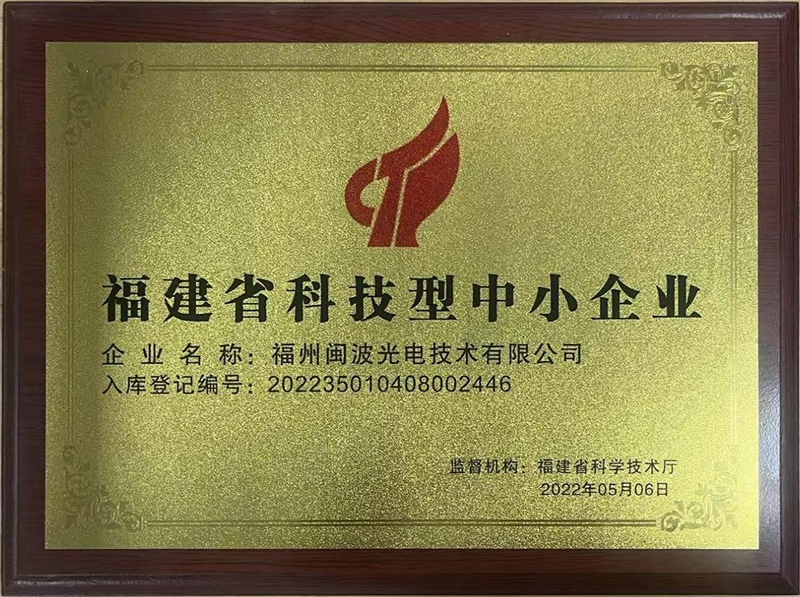 福建省科技型中小企业
企业名称：福州闽波光电技术有限公司
入库登记编号：202235010408002446
监督机构：福建省科学技术厅
2022年05月06日